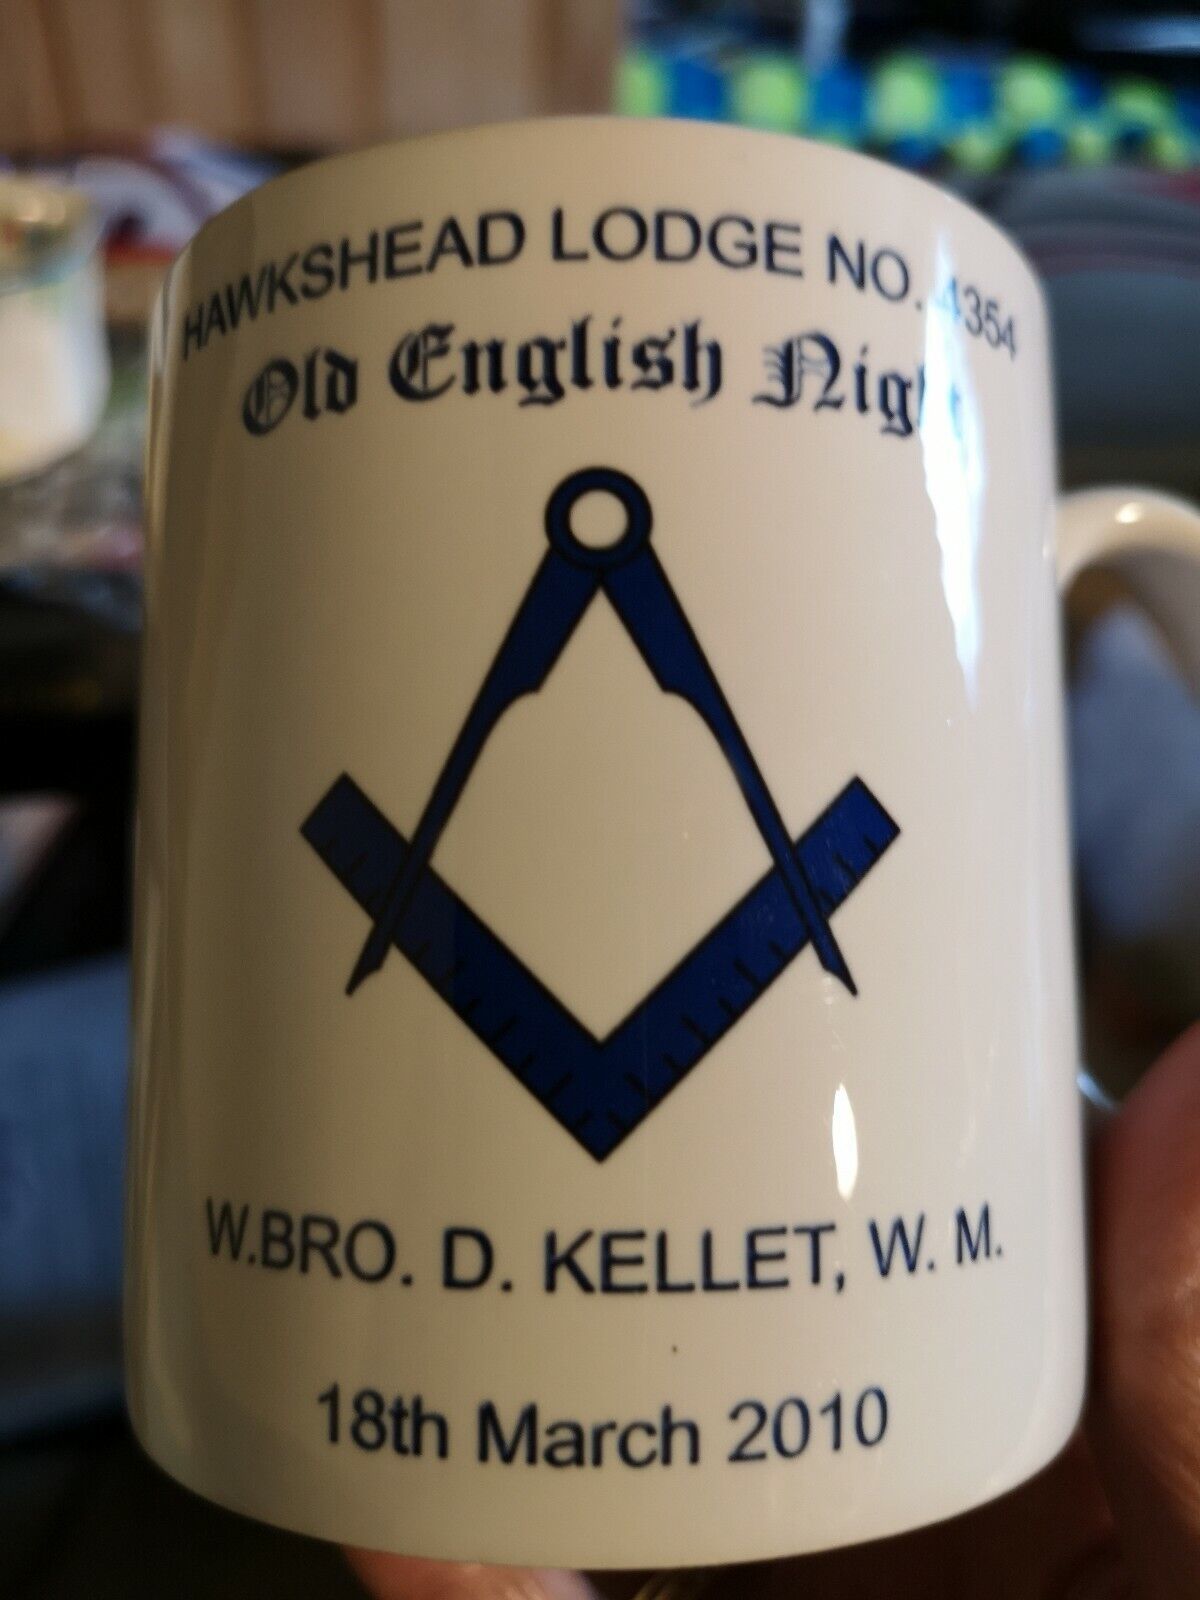 HAWKSHEAD LODGE NO. 4354
Old English Night
W.BRO. D. KELLET, W. M.
18th March 2010